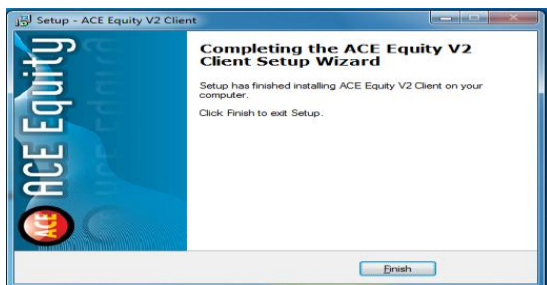 Setup - ACE Equity V2 Client
ACE Equity
ACE
Completing the ACE Equity V2
Client Setup Wizard
Setup has finished installing ACE Equity V2 Client on your
computer.
Click Finish to exit Setup.
Finish